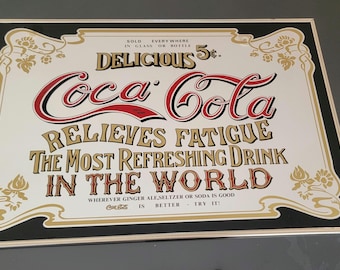 SOLD EVERYWHERE
IN GLASS OR BOTTLE
DELICIOUS 5¢.
Coca-Cola
RELIEVES FATIGUE
THE MOST REFRESHING DRINK
IN THE WORLD
WHEREVER GINGER ALE, SELTZER OR SODA IS GOOD
Coca-Cola IS BETTER - TRY IT!